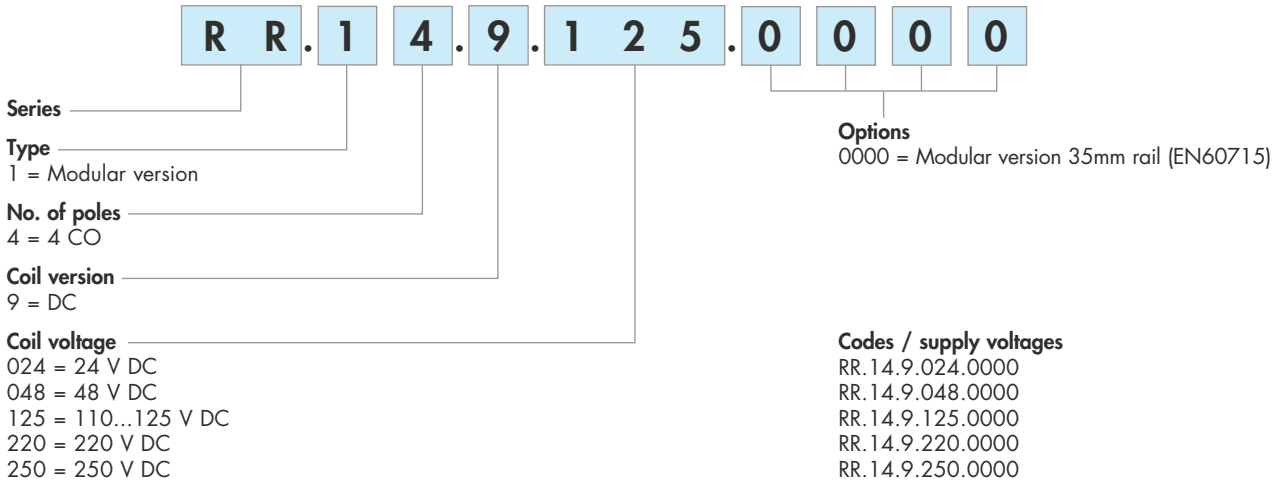 R R . 1 4 . 9 . 1 2 5 . 0 0 0 0
Series
Type
1 = Modular version
No. of poles
4 = 4 CO
Coil version
9 = DC
Coil voltage
024 = 24 V DC
048 = 48 V DC
125 = 110...125 V DC
220 = 220 V DC
250 = 250 V DC
Options
0000 = Modular version 35mm rail (EN60715)
Codes / supply voltages
RR.14.9.024.0000
RR.14.9.048.0000
RR.14.9.125.0000
RR.14.9.220.0000
RR.14.9.250.0000